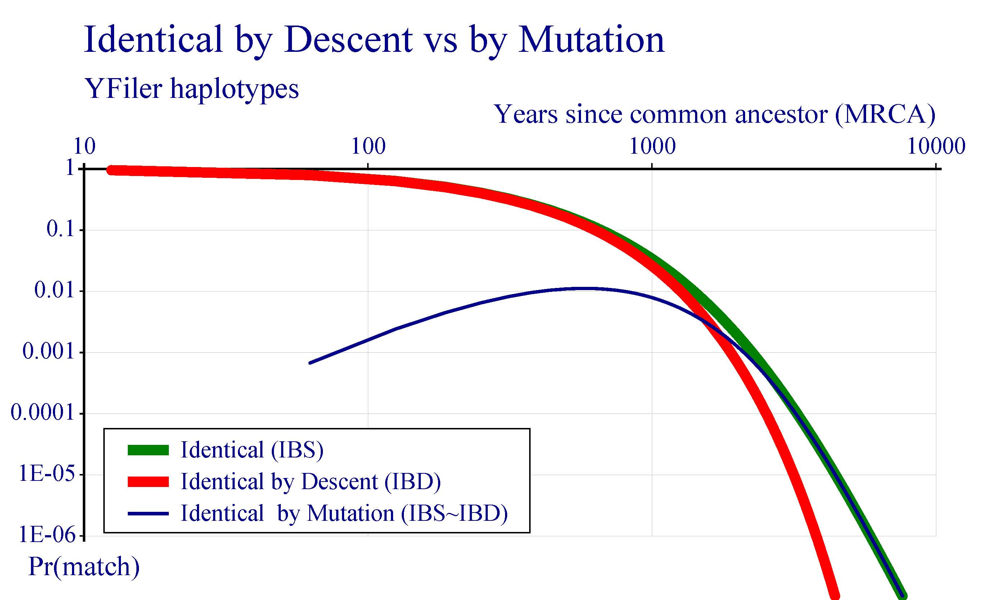 Identical by Descent vs by Mutation
YFiler haplotypes
Years since common ancestor (MRCA)
10 100 1000 10000
1
0.1
0.01
0.001
0.0001
1E-05
1E-06
Identical (IBS)
Identical by Descent (IBD)
Identical by Mutation (IBS~IBD)
Pr(match)